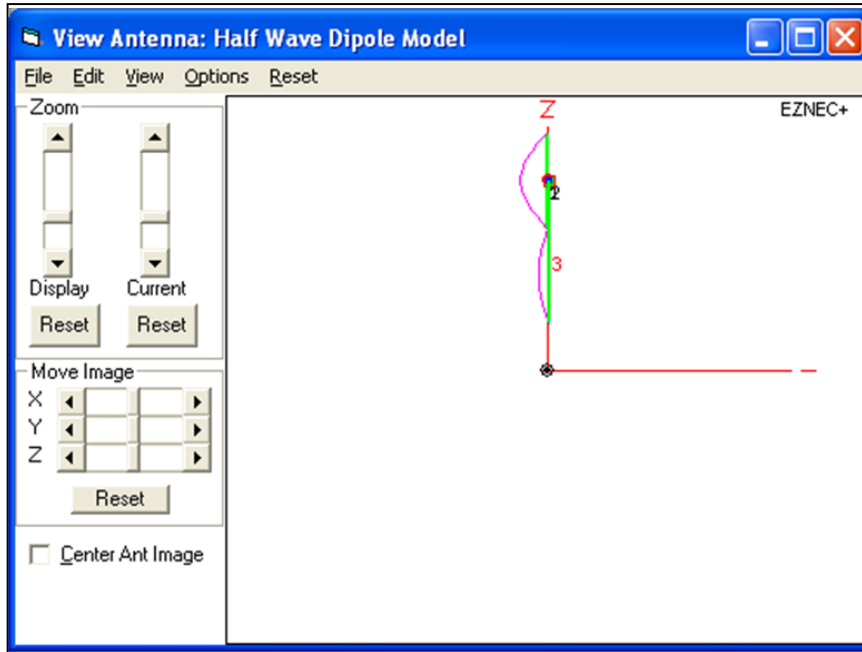 View Antenna: Half Wave Dipole Model
File Edit View Options Reset
Zoom
Display Current
Reset Reset
Move Image
X
Y
Z
Reset
Center Ant Image
Z
EZNEC+
2
3